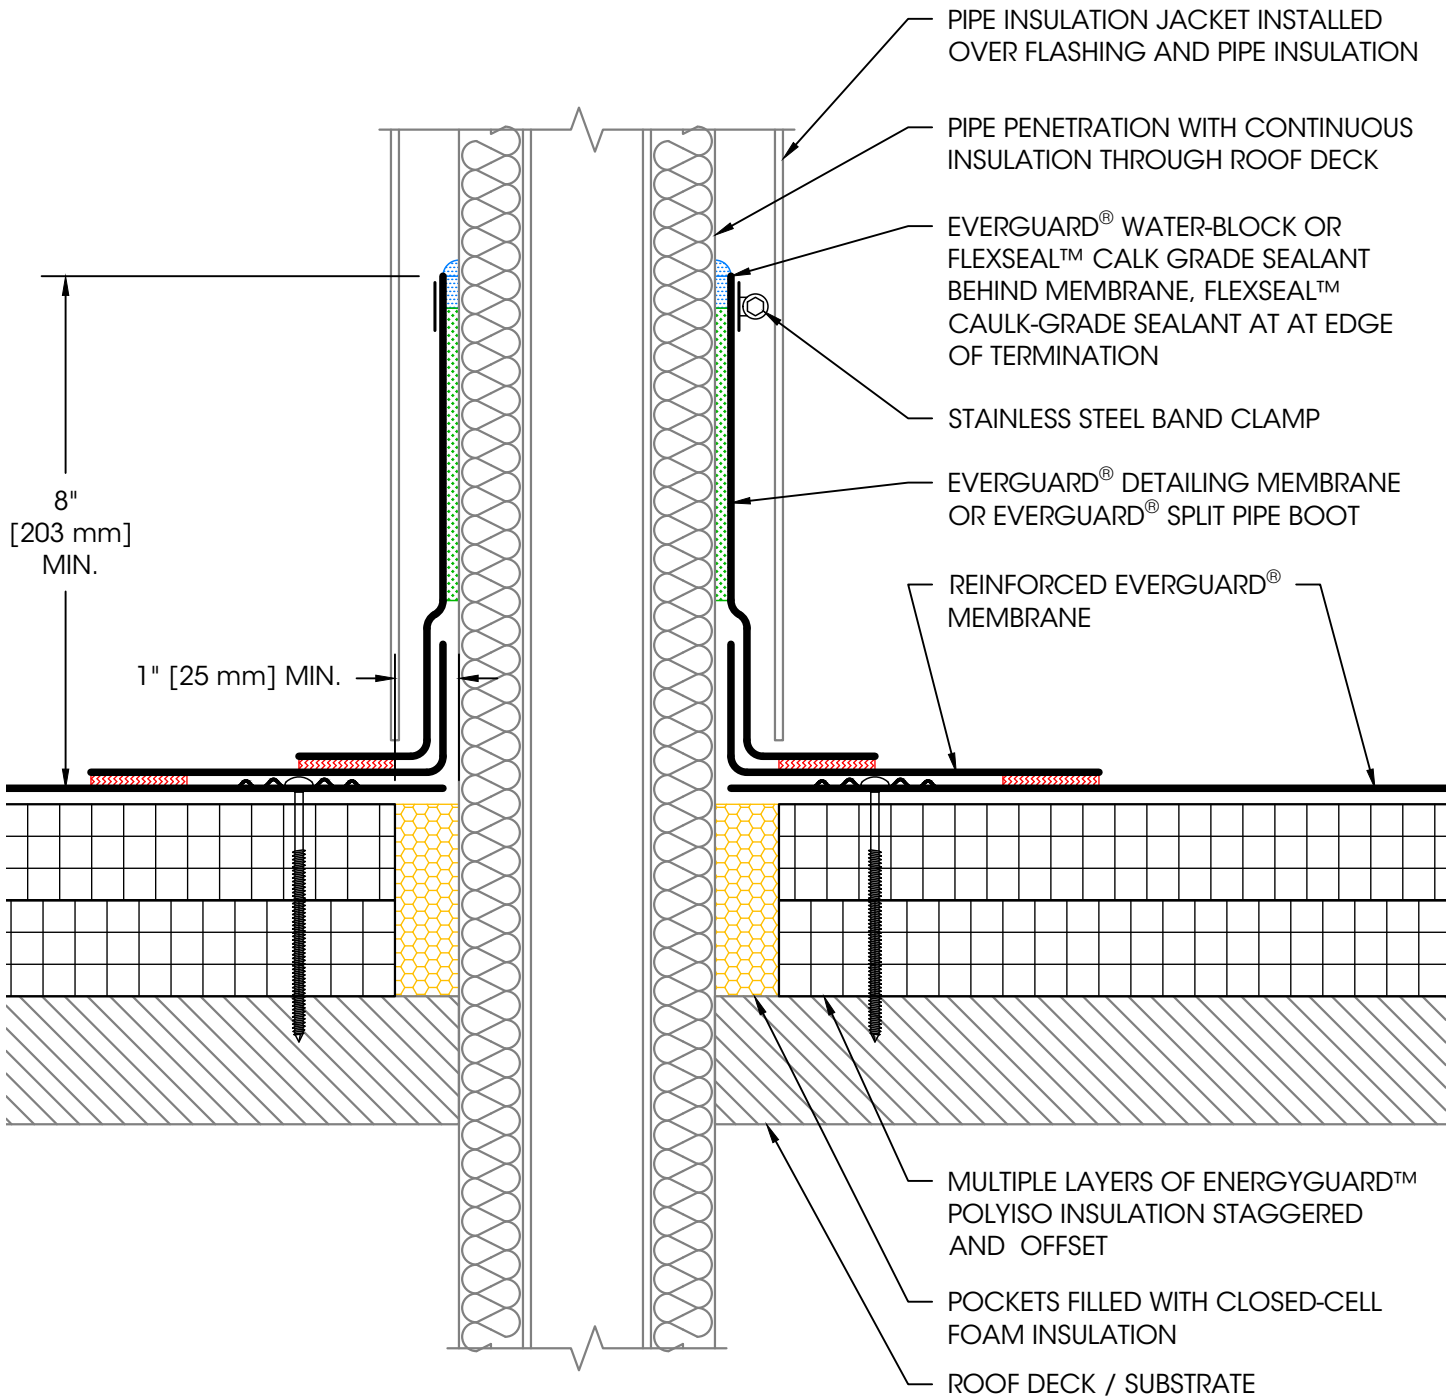 PIPE INSULATION JACKET INSTALLED
OVER FLASHING AND PIPE INSULATION
PIPE PENETRATION WITH CONTINUOUS
INSULATION THROUGH ROOF DECK
EVERGUARD® WATER-BLOCK OR
FLEXSEAL™ CALK GRADE SEALANT
BEHIND MEMBRANE, FLEXSEAL™
CAULK-GRADE SEALANT AT AT EDGE
OF TERMINATION
STAINLESS STEEL BAND CLAMP
EVERGUARD® DETAILING MEMBRANE
OR EVERGUARD® SPLIT PIPE BOOT
8"
[203 mm]
MIN.
REINFORCED EVERGUARD®
MEMBRANE
1" [25 mm] MIN.
MULTIPLE LAYERS OF ENERGYGUARD™
POLYISO INSULATION STAGGERED
AND  OFFSET
POCKETS FILLED WITH CLOSED-CELL
FOAM INSULATION
ROOF DECK / SUBSTRATE